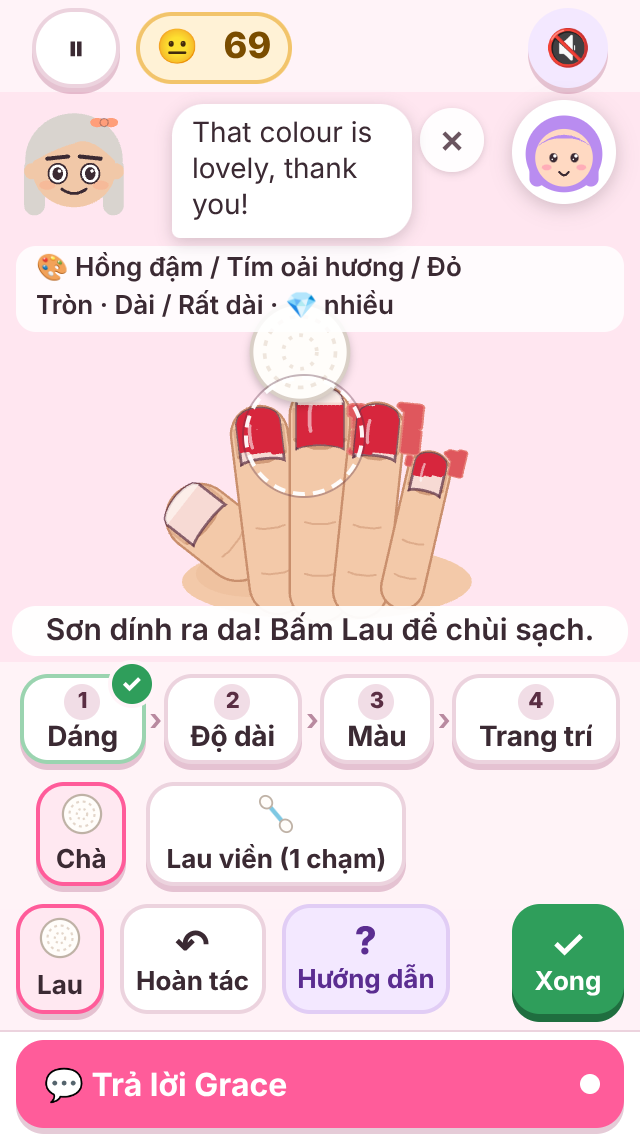 69
That colour is
lovely, thank
you!
Hồng đậm / Tím oải hương / Đỏ
Tròn · Dài / Rất dài · nhiều
Sơn dính ra da! Bấm Lau để chùi sạch.
1
Dáng
2
Độ dài
3
Màu
4
Trang trí
Chà
Lau viền (1 chạm)
Lau
Hoàn tác
?
Hướng dẫn
Xong
Trả lời Grace